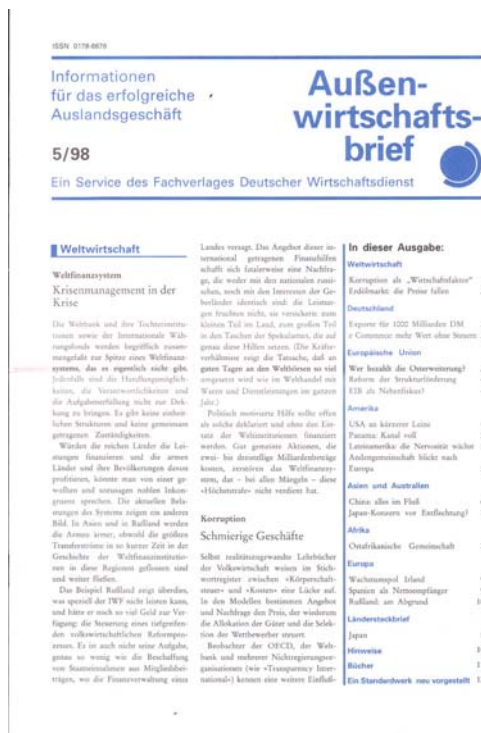 ISSN 0178-8676
Informationen
für das erfolgreiche
Auslandsgeschäft
5/98
Außen-
wirtschafts-
brief
Ein Service des Fachverlages Deutscher Wirtschaftsdienst
Weltwirtschaft
Weltfinanzsystem
Krisenmanagement in der
Krise
Die Weltbank und ihre Tochterinstitu-
tionen sowie der Internationale Wäh-
rungsfonds werden begrifflich zusam-
mengefaßt zur Spitze eines Weltfinanz-
systems, das es eigentlich nicht gibt.
Jedenfalls sind die Handlungsmöglich-
keiten, die Verantwortlichkeiten und
die Aufgabenerfüllung nicht zur Dek-
kung zu bringen. Es gibt keine einheit-
lichen Strukturen und keine gemeinsam
getragenen Zuständigkeiten.
Würden die reichen Länder die Lei-
stungen finanzieren und die armen
Länder und ihre Bevölkerungen davon
profitieren, könnte man von einer ge-
wollten und sozusagen noblen Inkon-
gruenz sprechen. Die aktuellen Bela-
stungen des Systems zeigen ein anderes
Bild. In Asien und in Rußland werden
die Armen ärmer, obwohl die größten
Transferströme in so kurzer Zeit in der
Geschichte der Weltfinanzinstitutio-
nen in diese Regionen geflossen sind
und weiter fließen.
Das Beispiel Rußland zeigt überdies,
was speziell der IWF nicht leisten kann,
und hätte er noch so viel Geld zur Ver-
fügung: die Steuerung eines tiefgreifen-
den volkswirtschaftlichen Reformpro-
zesses. Es ist auch nicht seine Aufgabe,
genau so wenig wie die Beschaffung
von Staatseinnahmen aus Mitgliedsbei-
trägen, wo die Finanzverwaltung eines
Landes versagt. Das Angebot dieser in-
ternational getragenen Finanzhilfen
schafft sich fatalerweise eine Nachfra-
ge, die weder mit den nationalen russi-
schen, noch mit den Interessen der Ge-
berländer identisch sind: die Leistun-
gen fruchten nicht, sie versickern zum
kleinen Teil im Land, zum großen Teil
in den Taschen der Spekulanten, die auf
genau diese Hilfen setzen. (Die Kräfte-
verhältnisse zeigt die Tatsache, daß an
guten Tagen an den Weltbörsen so viel
umgesetzt wird wie im Welthandel mit
Waren und Dienstleistungen im ganzen
Jahr.)
Politisch motivierte Hilfe sollte offen
als solche deklariert und ohne den Ein-
satz der Weltinstitutionen finanziert
werden. Gut gemeinte Aktionen, die
zwei- bis dreistellige Milliardenbeträge
kosten, zerstören das Weltfinanzsy-
stem, das – bei allen Mängeln – diese
«Höchststrafe» nicht verdient hat.
Korruption
Schmierige Geschäfte
Selbst realitätszugewandte Lehrbücher
der Volkswirtschaft weisen im Stich-
wortregister zwischen «Körperschaft-
steuer» und «Kosten» eine Lücke auf.
In den Modellen bestimmen Angebot
und Nachfrage den Preis, der wiederum
die Allokation der Güter und die Selek-
tion der Wettbewerber steuert.
Beobachter der OECD, der Welt-
bank und mehrerer Nichtregierungsor-
ganisationen (wie «Transparency Inter-
national») kennen eine weitere Einfluß-
In dieser Ausgabe:
Weltwirtschaft
Korruption als „Wirtschaftsfaktor“
Erdölmarkt: die Preise fallen
Deutschland
Exporte für 1000 Milliarden DM
e Commerce: mehr Wert ohne Steuern
Europäische Union
Wer bezahlt die Osterweiterung?
Reform der Strukturförderung
EIB als Nebenfiskus?
Amerika
USA an kürzerer Leine
Panama: Kanal voll
Lateinamerika: die Nervosität wächst
Andengemeinschaft blickt nach
Europa
Asien und Australien
China: alles im Fluß
Japan-Konzern vor Entflechtung?
Afrika
Ostafrikanische Gemeinschaft
Europa
Wachstumspol Irland
Spanien als Nettoempfänger
Rußland: am Abgrund
Ländersteckbrief
Japan
Hinweise
Bücher
Ein Standardwerk neu vorgestellt